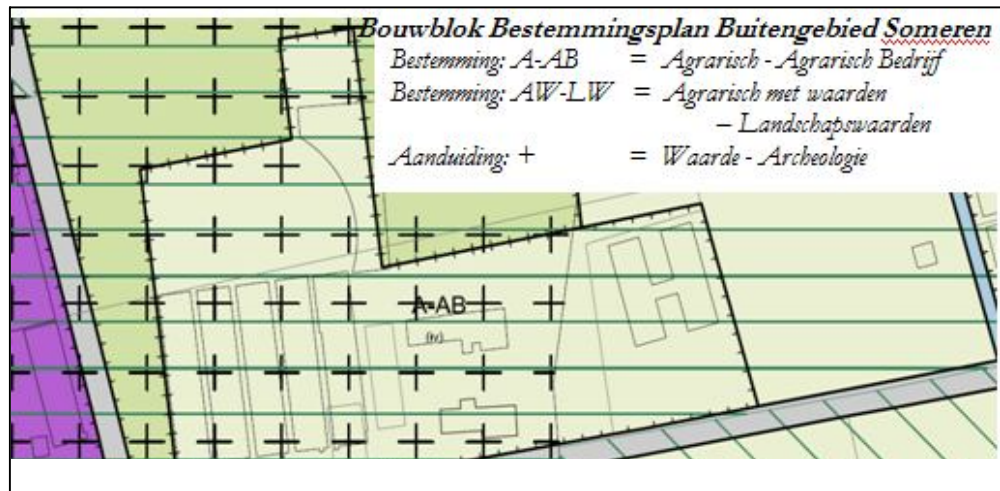 Bouwblok Bestemmingsplan Buitengebied Someren
Bestemming: A-AB = Agrarisch - Agrarisch Bedrijf
Bestemming: AW-LW = Agrarisch met waarden
– Landschapswaarden
Aanduiding: + = Waarde - Archeologie
A-AB
(iv)